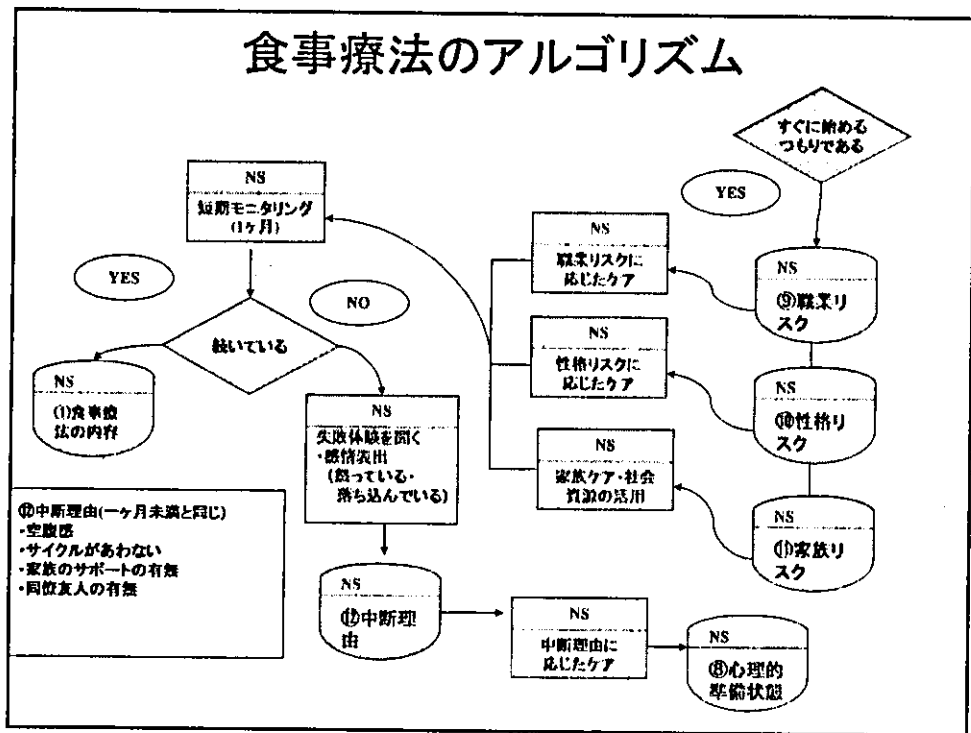 食事療法のアルゴリズム
すぐに始める
つもりである
YES
NS
⑨職業リ
スク
NS
⑩性格リ
スク
NS
⑪家族リ
スク
NS
職業リスクに
応じたケア
NS
性格リスクに
応じたケア
NS
家族ケア・社会
資源の活用
NS
短期モニタリング
(1ヶ月)
YES
NO
続いている
NS
(1)食事療
法の内容
NS
失敗体験を聞く
・感情表出
(怒っている・
落ち込んでいる)
NS
⑫中断理
由
NS
中断理由に
応じたケア
NS
⑧心理的
準備状態
⑫中断理由(一ヶ月未満と同じ)
・空腹感
・サイクルがあわない
・家族のサポートの有無
・同位友人の有無